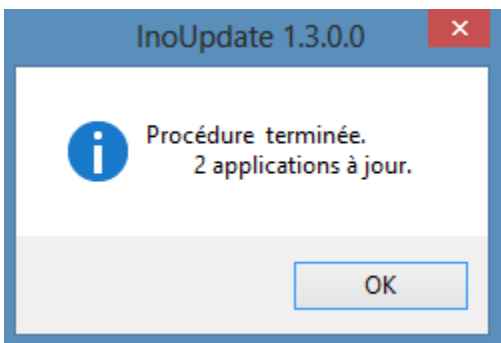 InoUpdate 1.3.0.0
Procédure terminée.
2 applications à jour.
OK